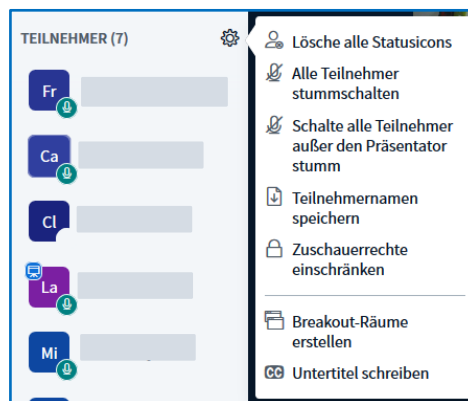 TEILNEHMER (7)
Fr
Ca
Cl
La
Mi
Lösche alle Statusicons
Alle Teilnehmer
stummschalten
Schalte alle Teilnehmer
außer den Präsentator
stumm
Teilnehmernamen
speichern
Zuschauerrechte
einschränken
Breakout-Räume
erstellen
CC Untertitel schreiben